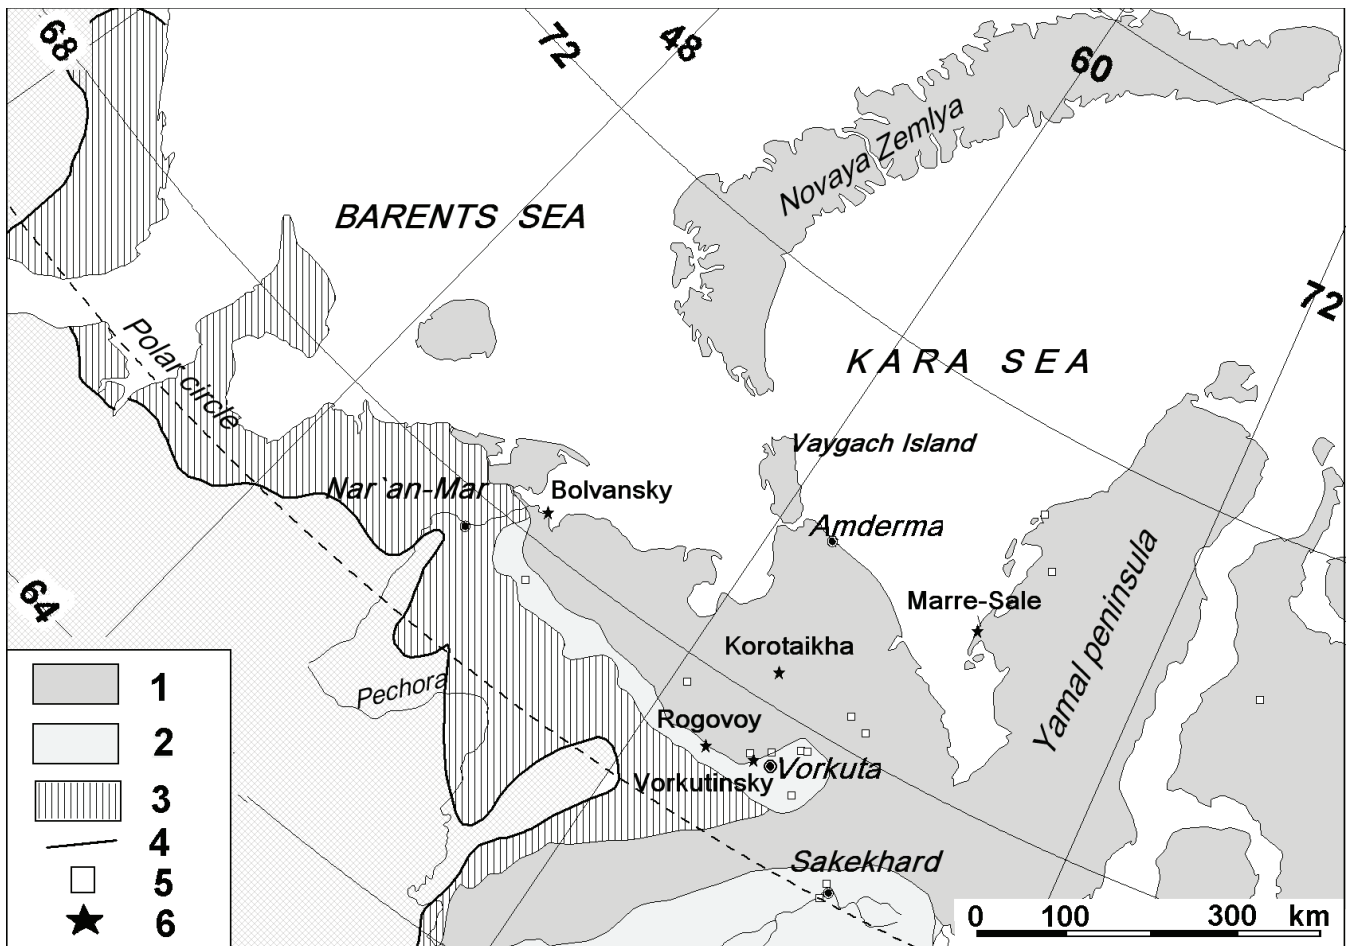 68
72
48
60
Novaya Zemlya
BARENTS SEA
72
Polar circle
KARA SEA
Vaygach Island
Nar`an-Mar
Bolvansky
Amderma
64
Marre-Sale
Yamal peninsula
Korotaikha
Pechora
Rogovoy
Vorkutinsky
Vorkuta
Sakekhard
1
2
3
4
5
6
0 100 300 km